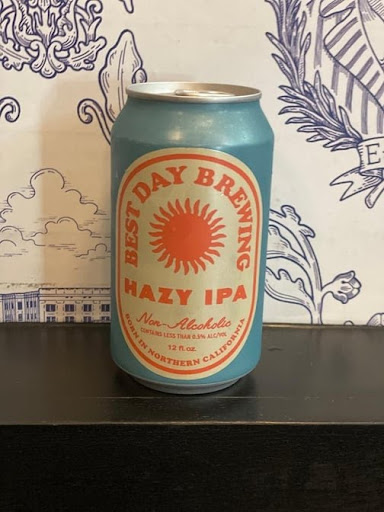 BEST DAY BREWING
HAZY IPA
Non-Alcoholic
CONTAINS LESS THAN 0.5% ALC/VOL
12 fl. oz.
BORN IN NORTHERN CALIFORNIA